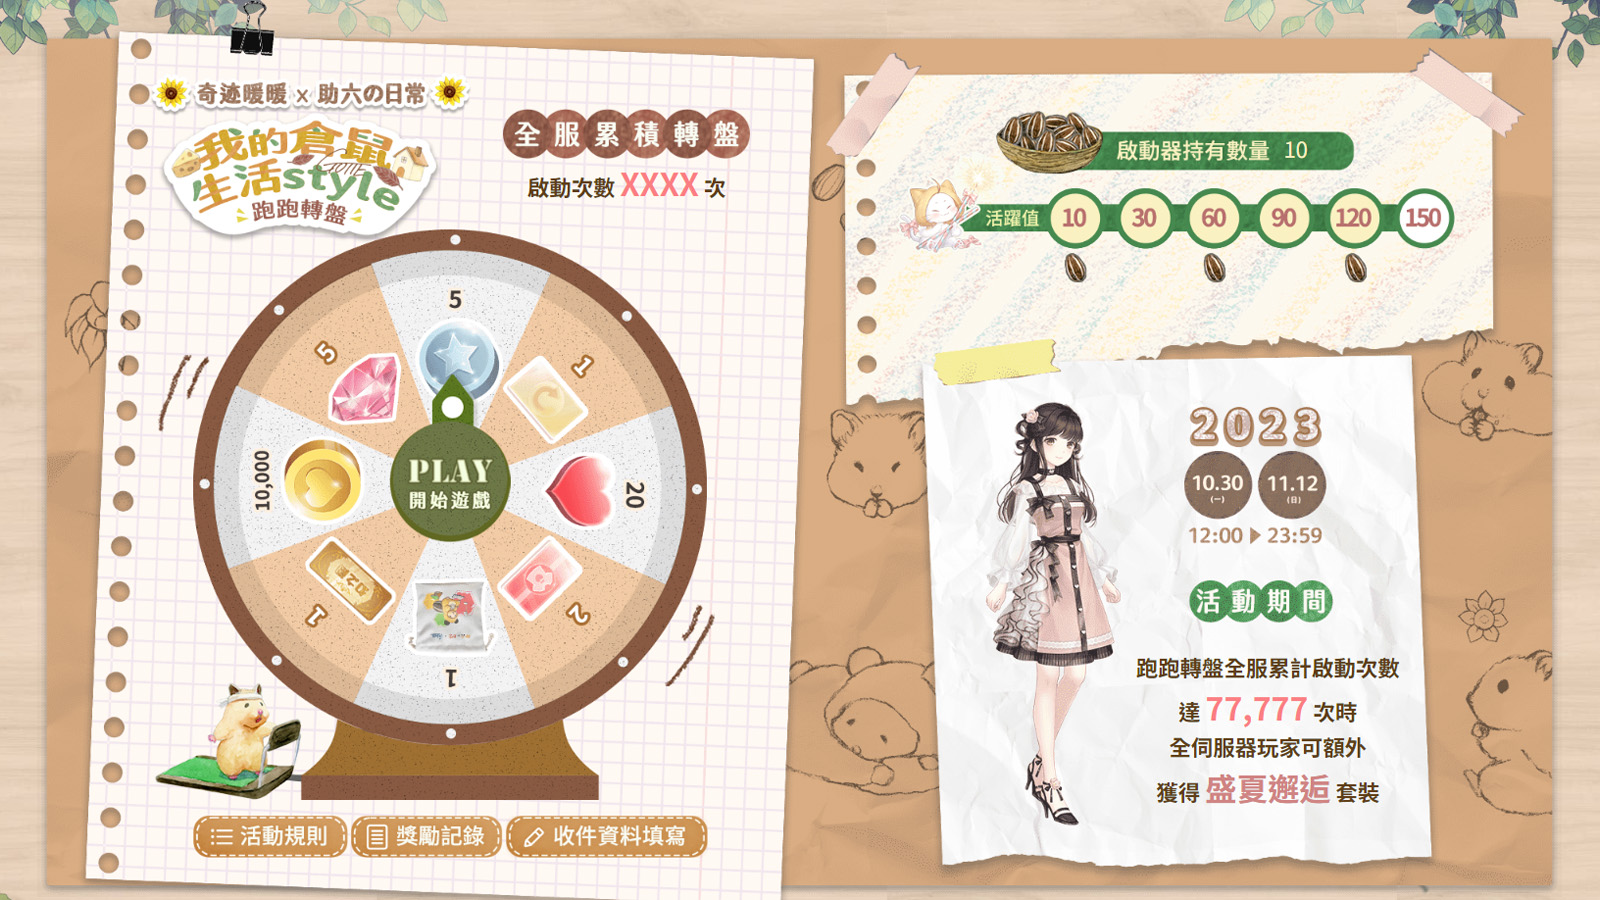 奇迹暖暖 x 助六の日常
我的倉鼠
生活style
跑跑轉盤
全服累積轉盤
啟動次數 XXXX 次
5
1
20
2
1
1
10,000
5
PLAY
開始遊戲
活動規則
獎勵記錄
收件資料填寫
啟動器持有數量 10
活躍值 10 30 60 90 120 150
2023
10.30 11.12
(一) (日)
12:00 ▶ 23:59
活動期間
跑跑轉盤全服累計啟動次數
達 77,777 次時
全伺服器玩家可額外
獲得 盛夏邂逅 套裝